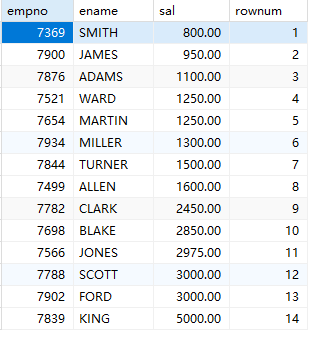 empno ename sal rownum
7369 SMITH 800.00 1
7900 JAMES 950.00 2
7876 ADAMS 1100.00 3
7521 WARD 1250.00 4
7654 MARTIN 1250.00 5
7934 MILLER 1300.00 6
7844 TURNER 1500.00 7
7499 ALLEN 1600.00 8
7782 CLARK 2450.00 9
7698 BLAKE 2850.00 10
7566 JONES 2975.00 11
7788 SCOTT 3000.00 12
7902 FORD 3000.00 13
7839 KING 5000.00 14